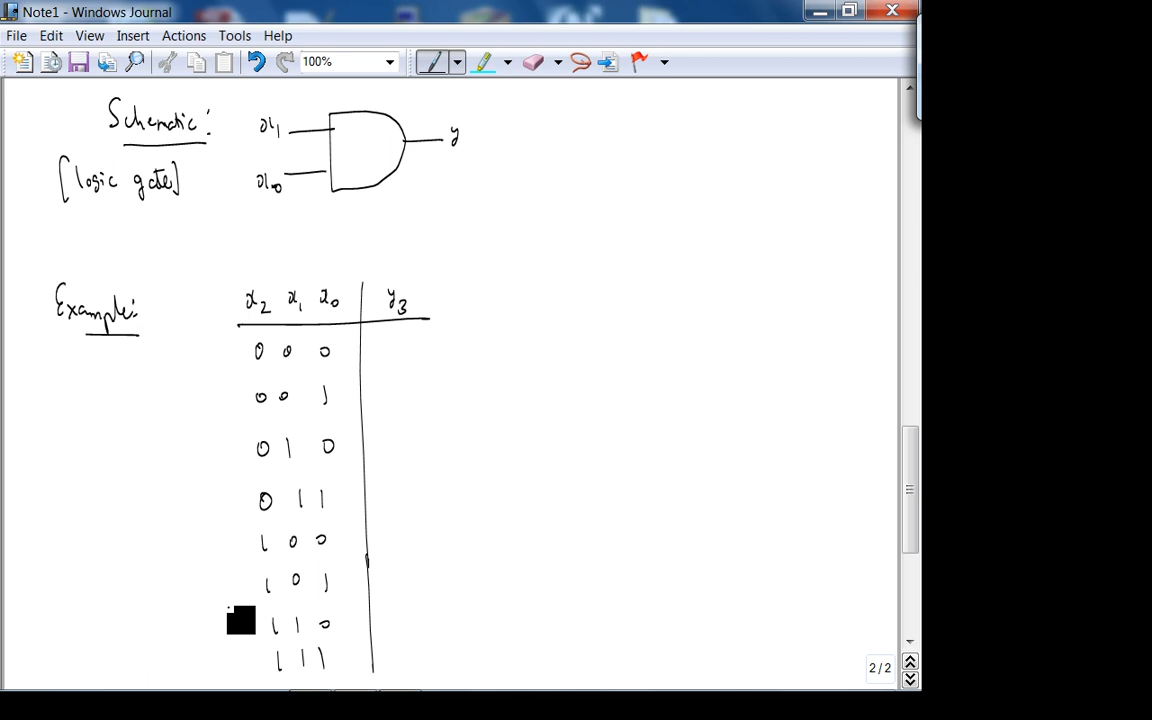 Note1 - Windows Journal
File Edit View Insert Actions Tools Help
100%
Schematic:
x1
y
[logic gate]
x0
Example:
x2 x1 x0 y3
0 0 0
0 0 1
0 1 0
0 1 1
1 0 0
1 0 1
1 1 0
1 1 1
2 / 2